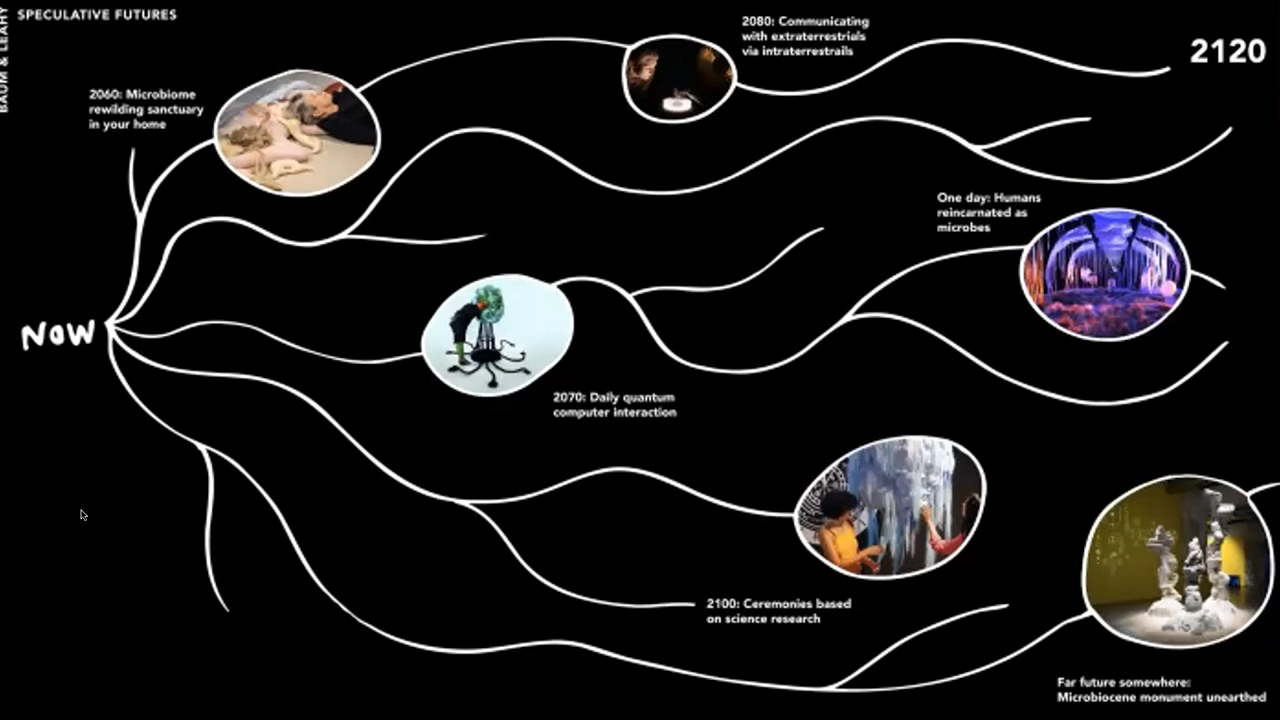 SPECULATIVE FUTURES
BAUM & LEAHY
2080: Communicating
with extraterrestrials
via intraterrestrails
2120
2060: Microbiome
rewilding sanctuary
in your home
One day: Humans
reincarnated as
microbes
NOW
2070: Daily quantum
computer interaction
2100: Ceremonies based
on science research
Far future somewhere:
Microbiocene monument unearthed